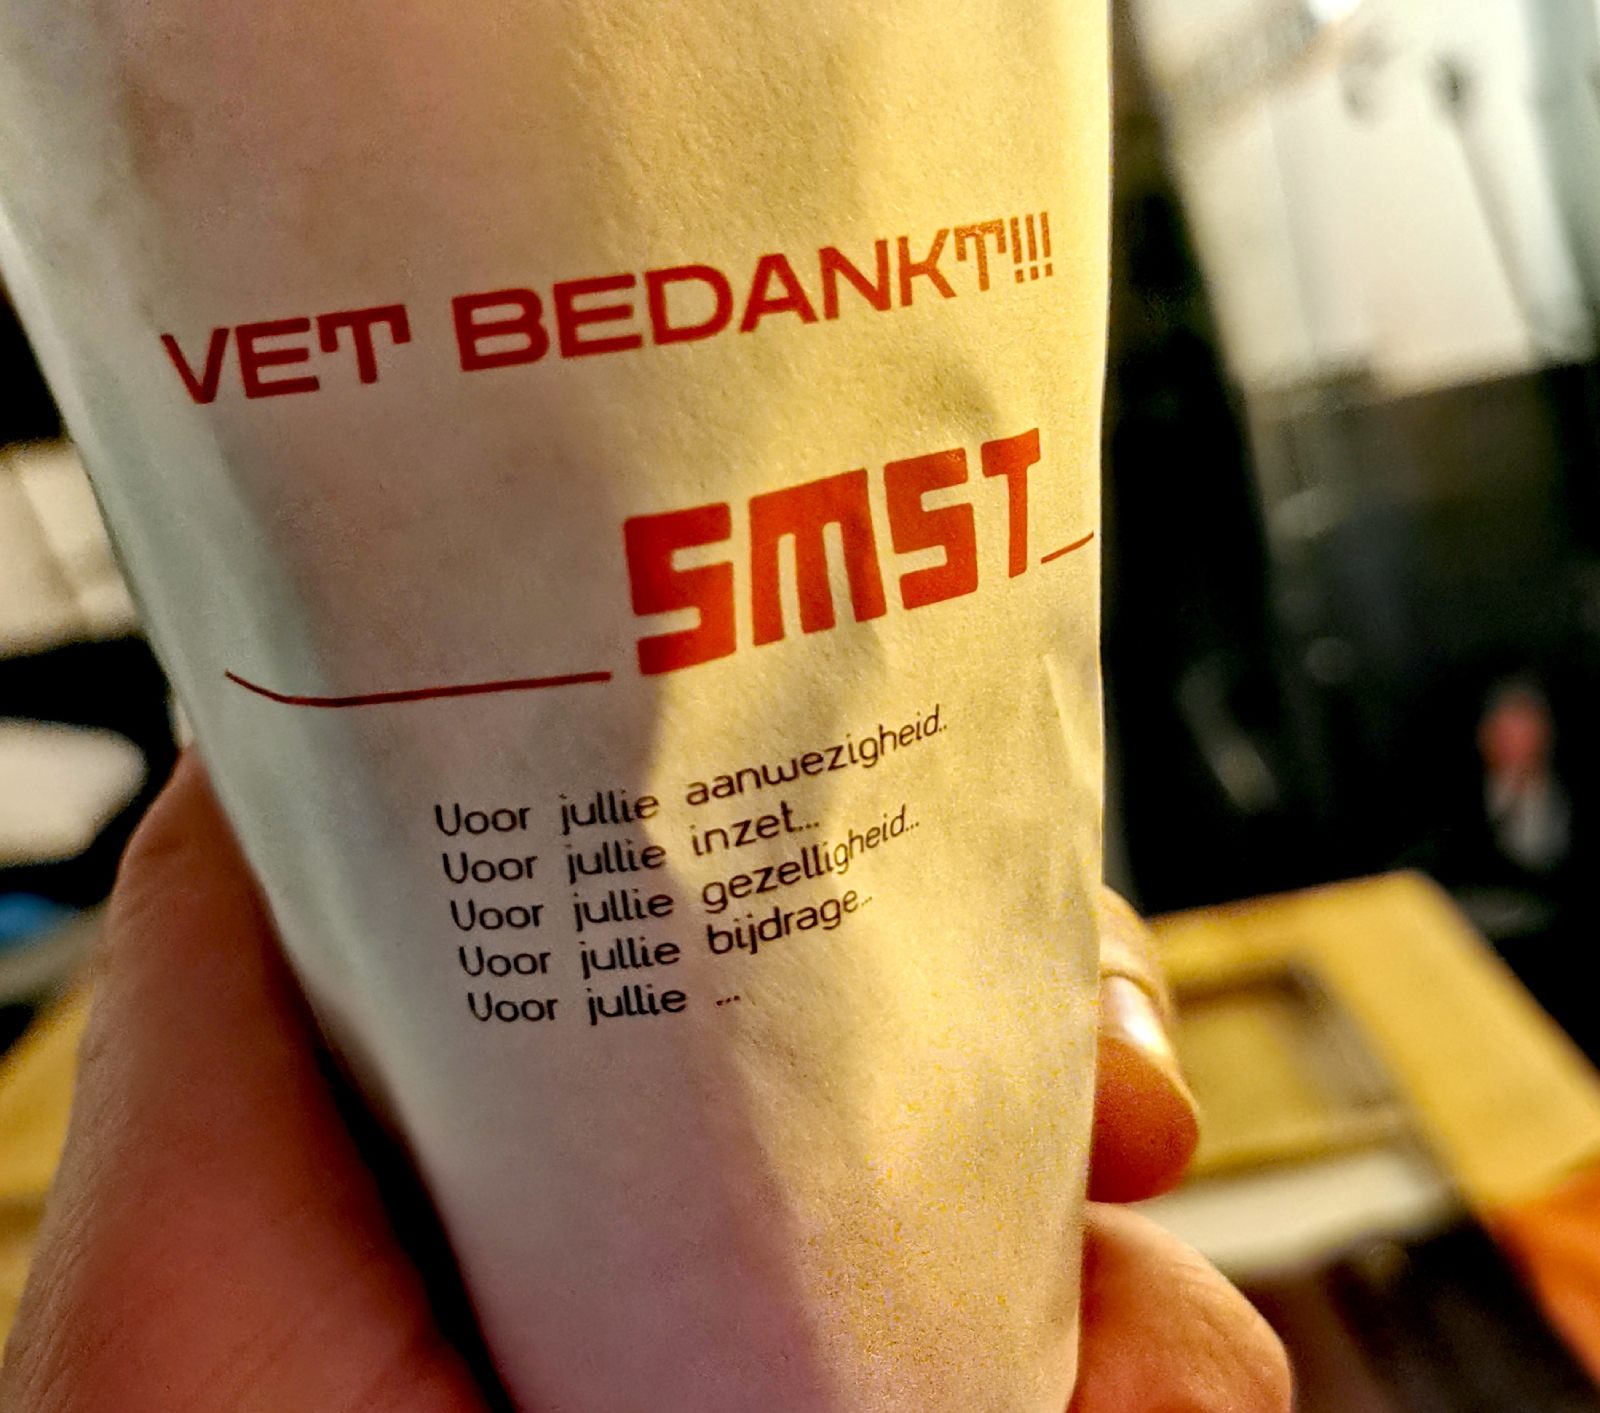 VET BEDANKT!!!
SMST
Voor jullie aanwezigheid..
Voor jullie inzet...
Voor jullie gezelligheid...
Voor jullie bijdrage...
Voor jullie ...